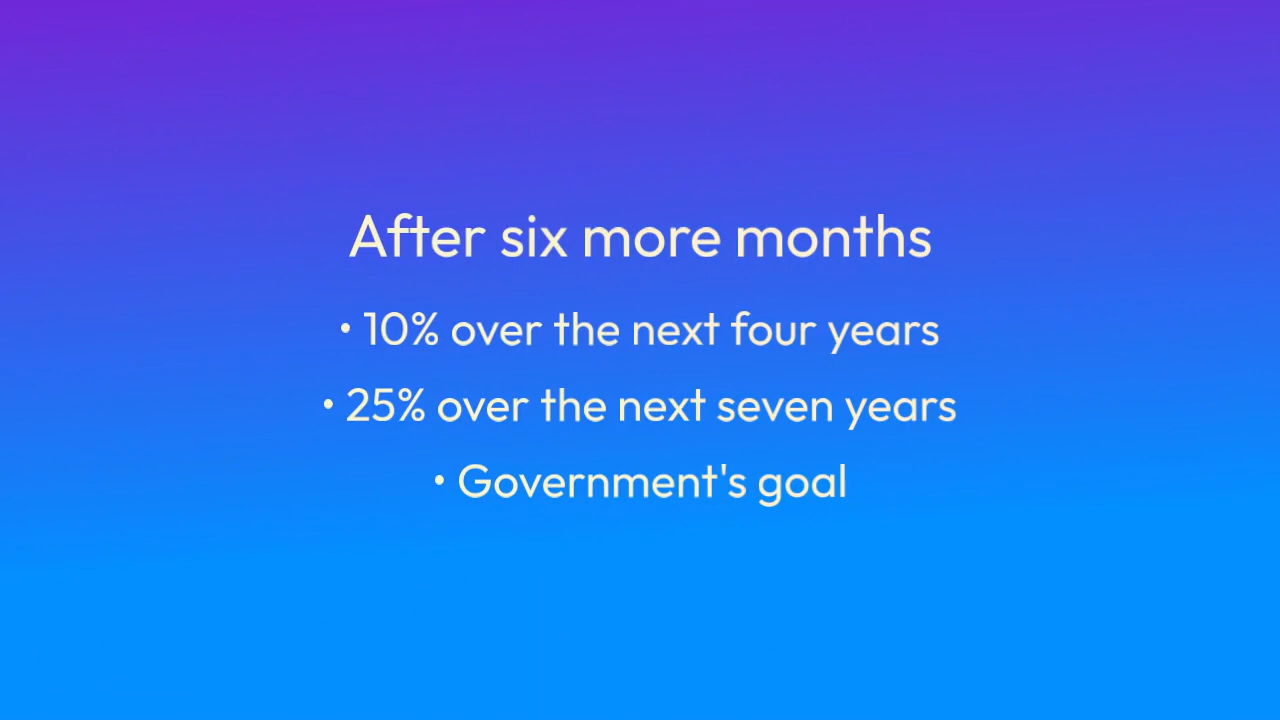 After six more months
• 10% over the next four years
• 25% over the next seven years
• Government's goal